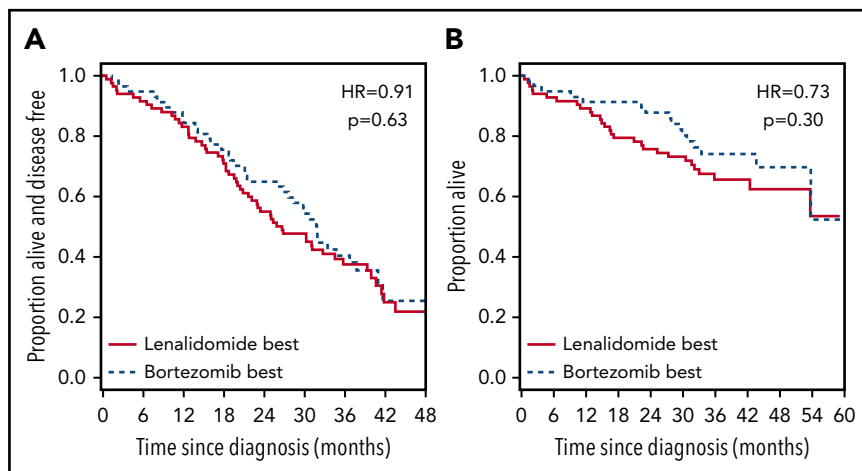 A
Proportion alive and disease free
1.0
0.8
0.6
0.4
0.2
0.0
HR=0.91
p=0.63
Lenalidomide best
Bortezomib best
0 6 12 18 24 30 36 42 48
Time since diagnosis (months)
B
Proportion alive
1.0
0.8
0.6
0.4
0.2
0.0
HR=0.73
p=0.30
Lenalidomide best
Bortezomib best
0 6 12 18 24 30 36 42 48 54 60
Time since diagnosis (months)